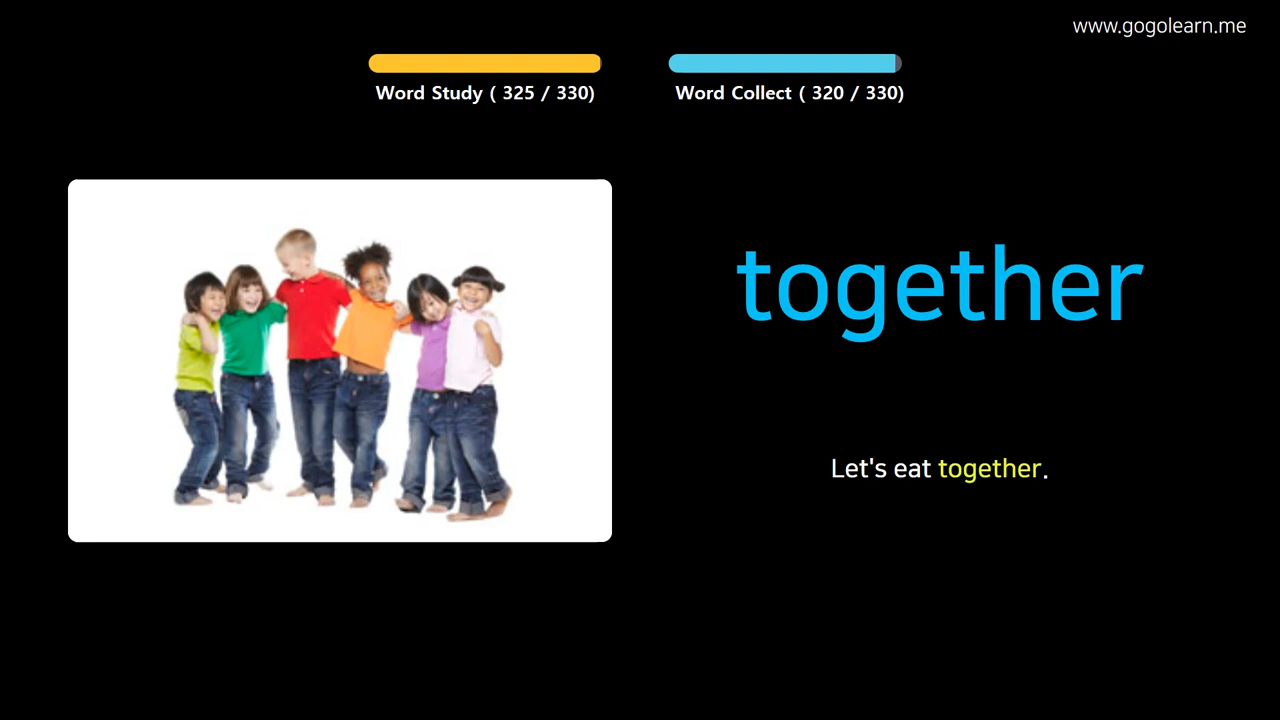 www.gogolearn.me
Word Study ( 325 / 330)
Word Collect ( 320 / 330)
together
Let's eat together.